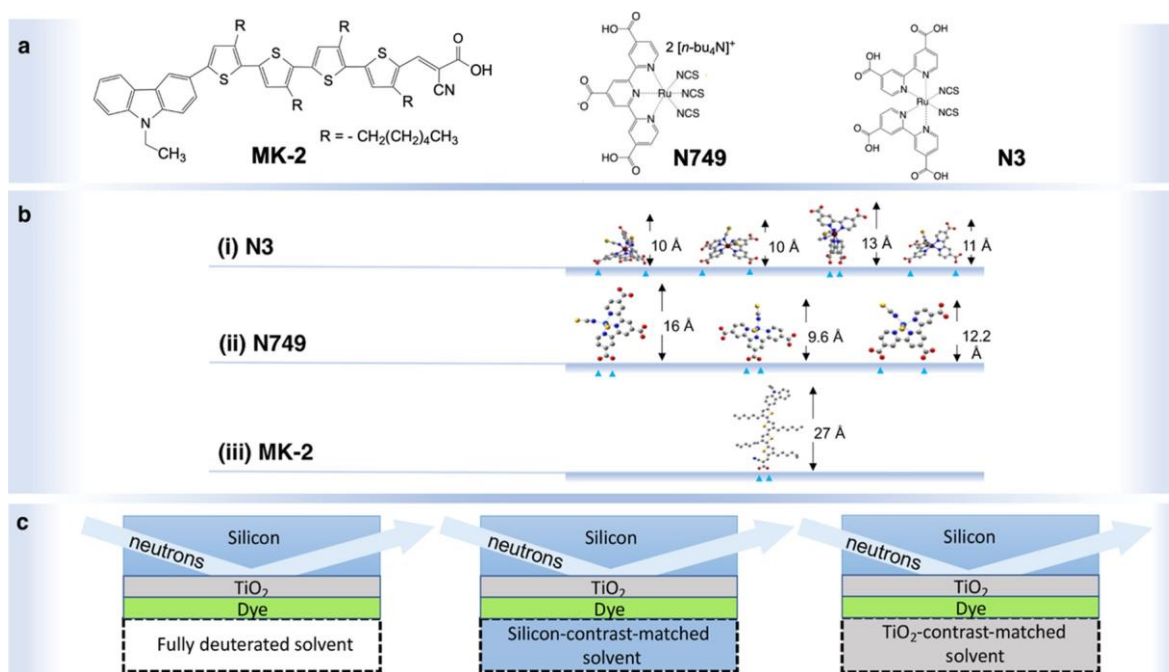 a
R
R
S
S
S
S
O
OH
CN
R
R
N
CH₃
R = - CH₂(CH₂)₄CH₃
MK-2
COOH
O
2 [n-bu₄N]⁺
N
NCS
O
N
Ru
NCS
O
N
NCS
HO
O
N749
O
OH
O
HO
N
N
NCS
Ru
NCS
N
N
O
OH
O
OH
N3
b
(i) N3
10 Å
10 Å
13 Å
11 Å
(ii) N749
16 Å
9.6 Å
12.2
Å
(iii) MK-2
27 Å
c
neutrons
Silicon
TiO₂
Dye
Fully deuterated solvent
neutrons
Silicon
TiO₂
Dye
Silicon-contrast-matched
solvent
neutrons
Silicon
TiO₂
Dye
TiO₂-contrast-matched
solvent